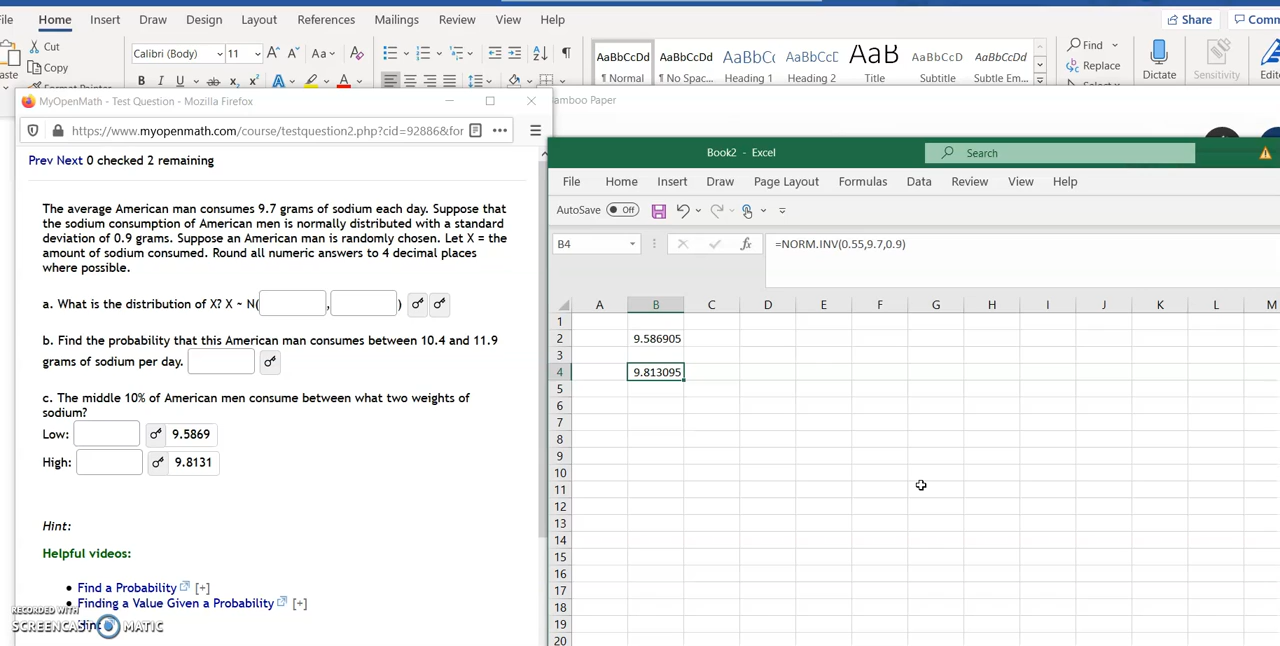 File Home Insert Draw Design Layout References Mailings Review View Help Share Comm
Cut
Copy
Calibri (Body) 11 Aa
AaBbCcDd AaBbCcDd AaBbCc AaBbCcE AaB AaBbCcD AaBbCcDd
¶ Normal ¶ No Spac... Heading 1 Heading 2 Title Subtitle Subtle Em...
Find
Replace
Dictate Sensitivity
MyOpenMath - Test Question - Mozilla Firefox
amboo Paper
https://www.myopenmath.com/course/testquestion2.php?cid=92886&for
Prev Next 0 checked 2 remaining
The average American man consumes 9.7 grams of sodium each day. Suppose that
the sodium consumption of American men is normally distributed with a standard
deviation of 0.9 grams. Suppose an American man is randomly chosen. Let X = the
amount of sodium consumed. Round all numeric answers to 4 decimal places
where possible.
a. What is the distribution of X? X ~ N( , )
b. Find the probability that this American man consumes between 10.4 and 11.9
grams of sodium per day.
c. The middle 10% of American men consume between what two weights of
sodium?
Low: 9.5869
High: 9.8131
Hint:
Helpful videos:
• Find a Probability [+]
• Finding a Value Given a Probability [+]
RECORDED WITH
SCREENCAST MATIC
Book2 - Excel
Search
File Home Insert Draw Page Layout Formulas Data Review View Help
AutoSave Off
B4 fx =NORM.INV(0.55,9.7,0.9)
A B C D E F G H I J K L M
1
2 9.586905
3
4 9.813095
5
6
7
8
9
10
11
12
13
14
15
16
17
18
19
20